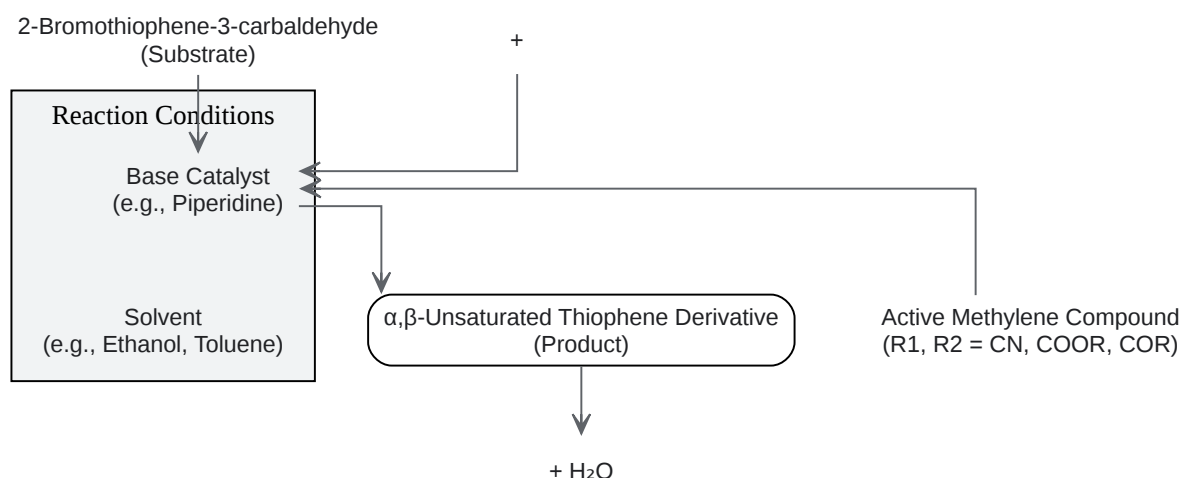 2-Bromothiophene-3-carbaldehyde
(Substrate)
+
Reaction Conditions
Base Catalyst
(e.g., Piperidine)
Solvent
(e.g., Ethanol, Toluene)
α,β-Unsaturated Thiophene Derivative
(Product)
Active Methylene Compound
(R1, R2 = CN, COOR, COR)
+ H₂O